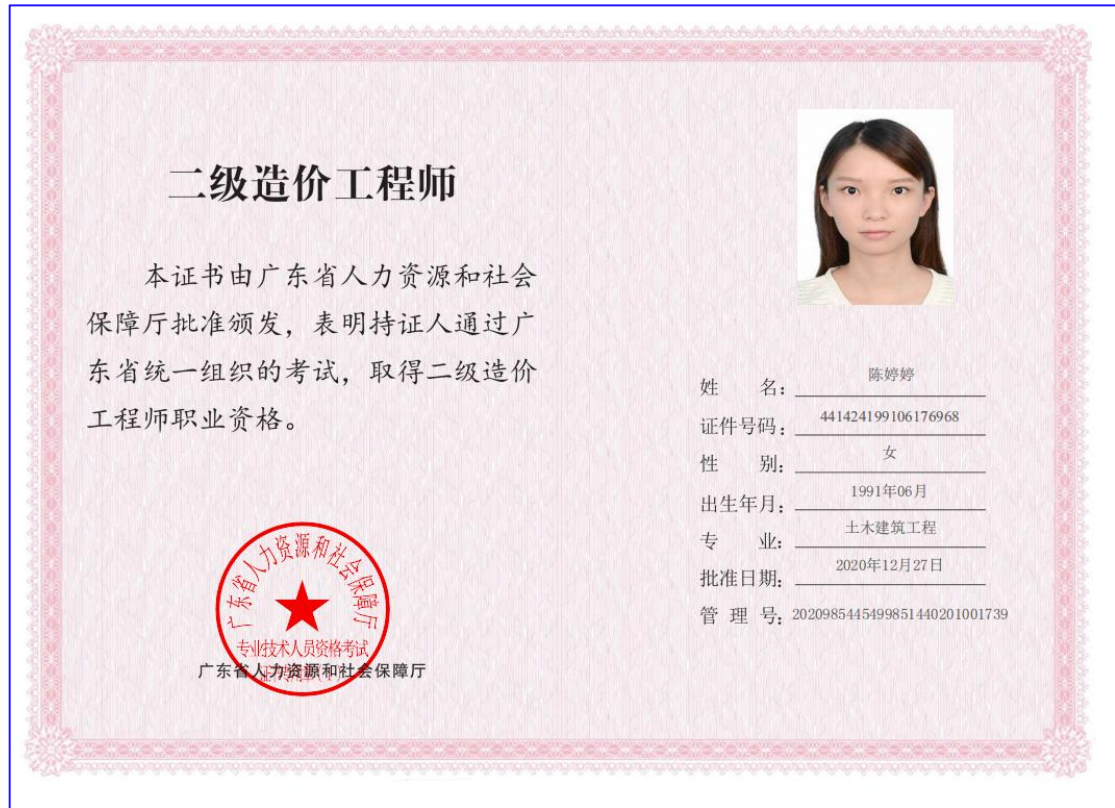 二级造价工程师
本证书由广东省人力资源和社会
保障厅批准颁发，表明持证人通过广
东省统一组织的考试，取得二级造价
工程师职业资格。
姓 名： 陈婷婷
证件号码： 441424199106176968
性 别： 女
出生年月： 1991年06月
专 业： 土木建筑工程
批准日期： 2020年12月27日
管 理 号： 2020985445499851440201001739
广东省人力资源和社会保障厅
专业技术人员资格考试
广东省人力资源和社会保障厅